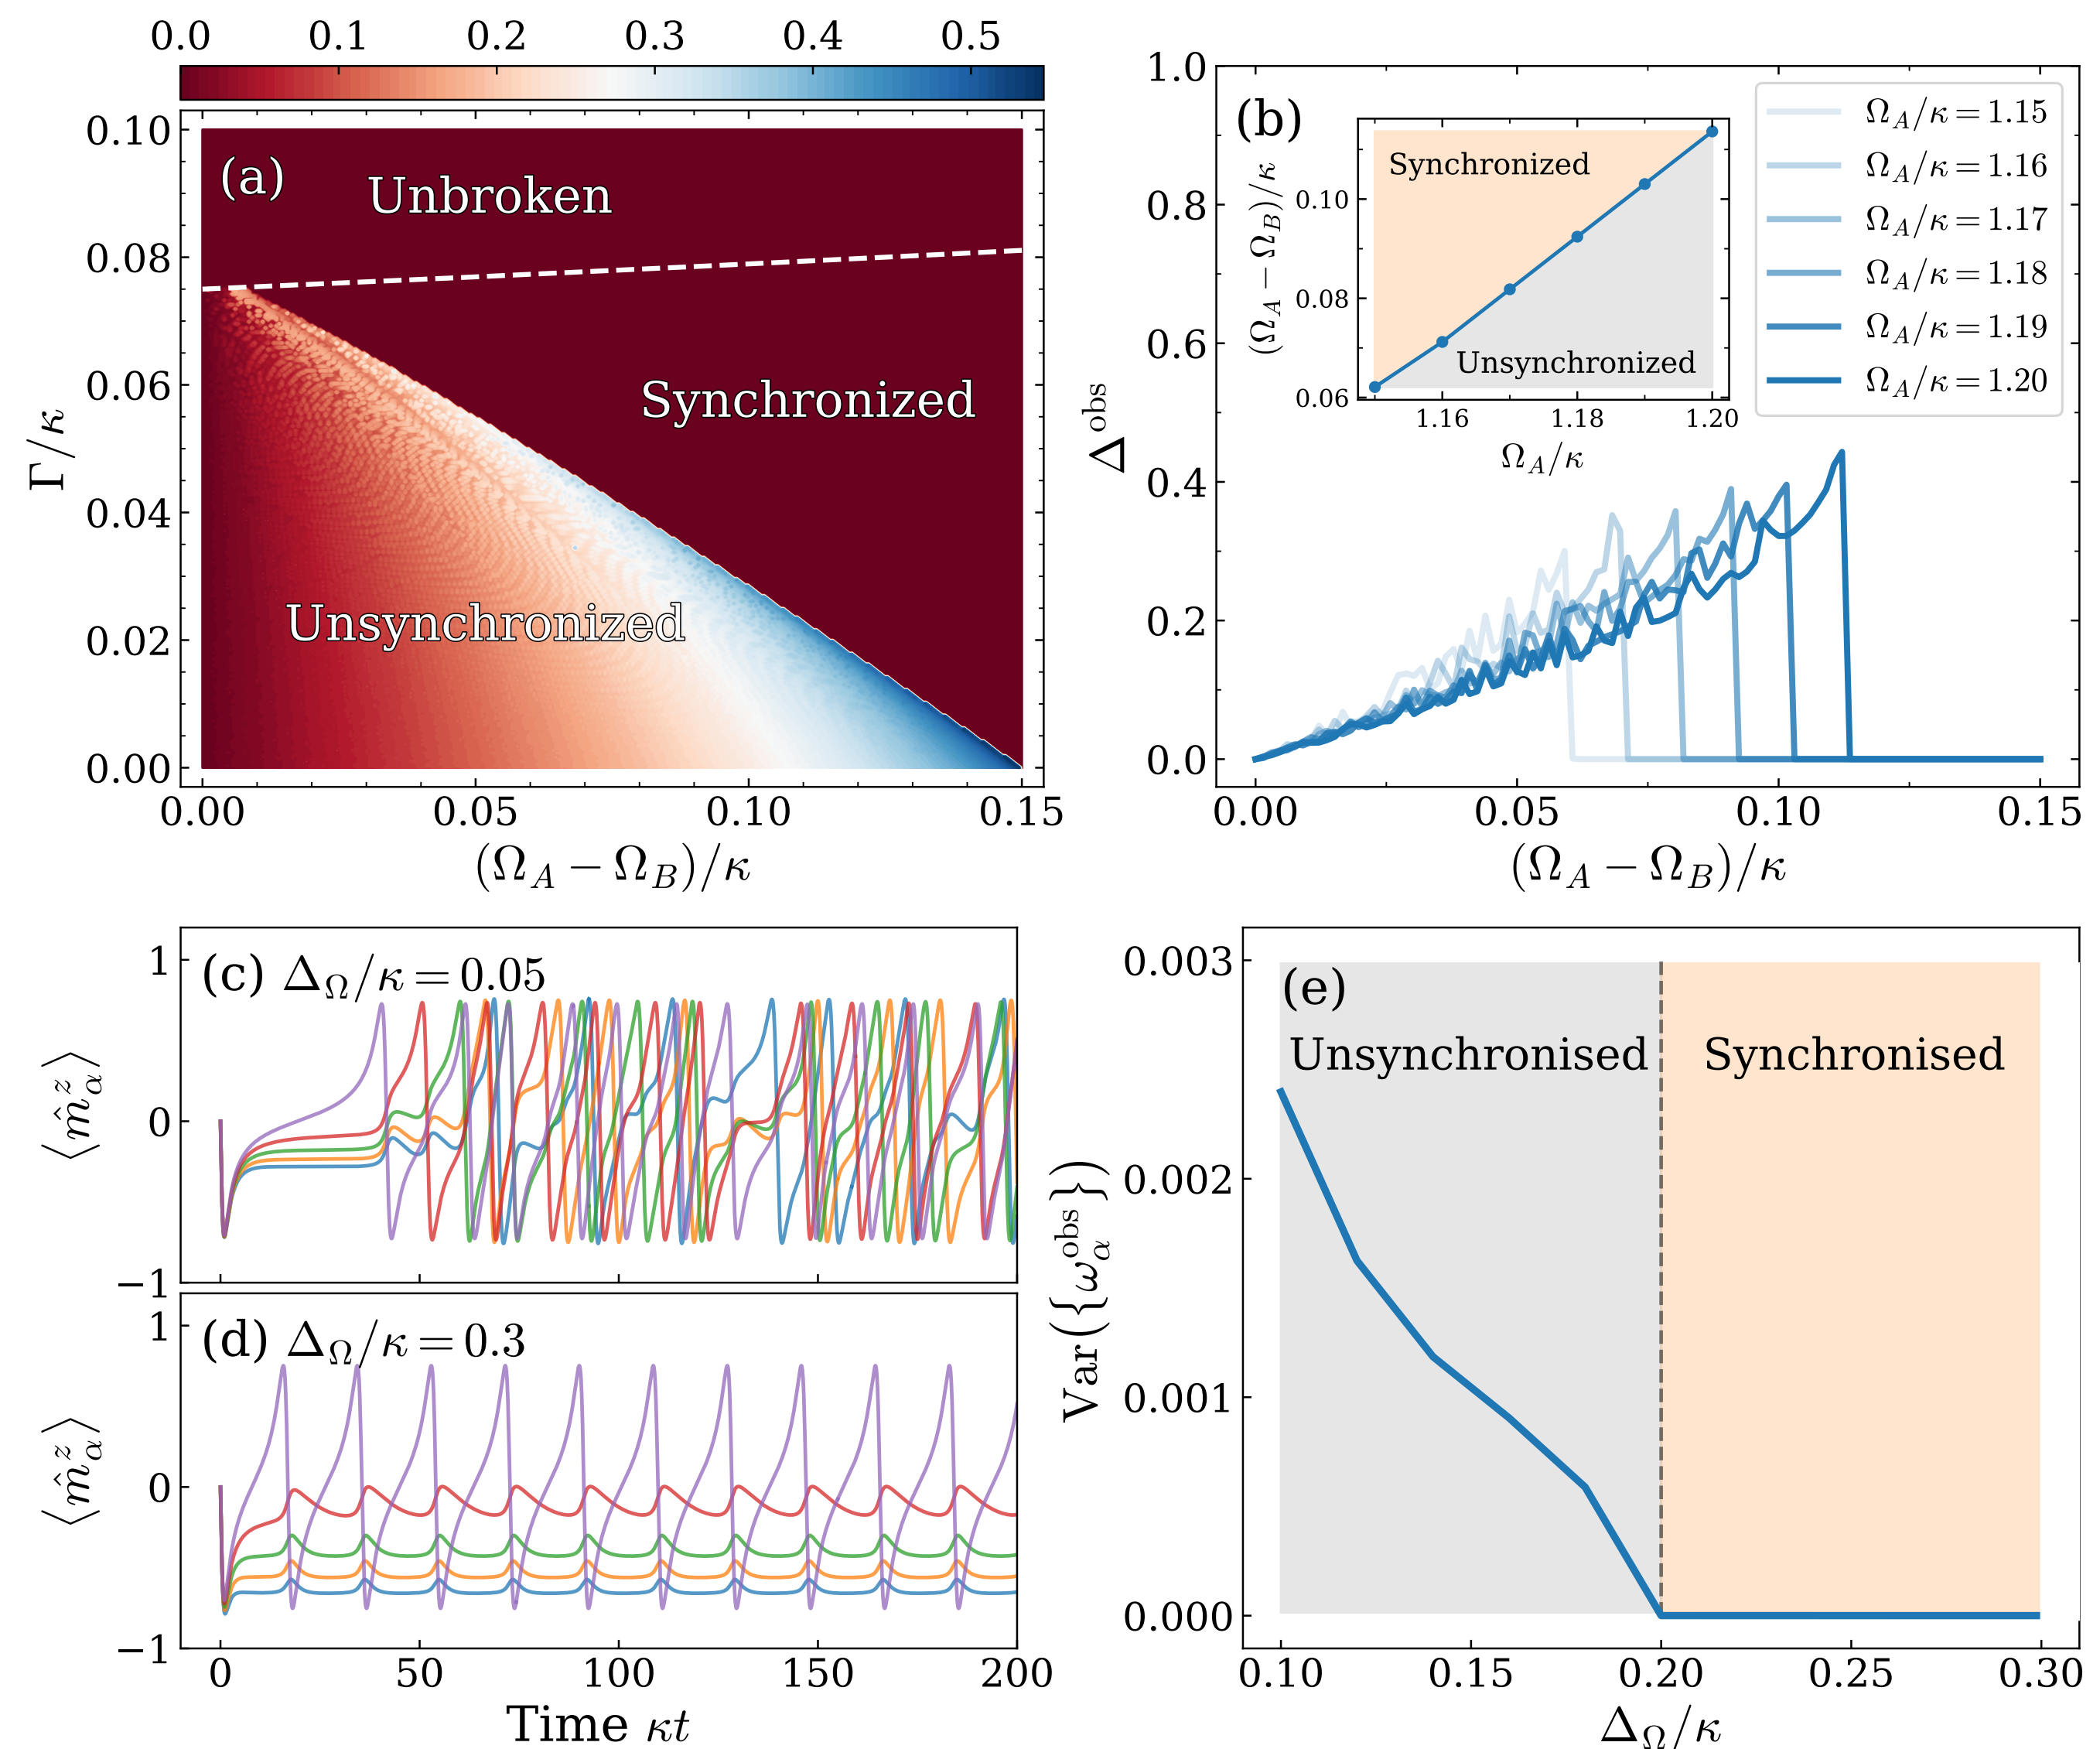 0.0 0.1 0.2 0.3 0.4 0.5
(a)
Unbroken
Synchronized
Unsynchronized
0.10
0.08
0.06
0.04
0.02
0.00
Γ/κ
0.00 0.05 0.10 0.15
(Ω_A − Ω_B)/κ
1.0
0.8
0.6
0.4
0.2
0.0
Δ^obs
(b)
Synchronized
Unsynchronized
0.10
0.08
0.06
(Ω_A − Ω_B)/κ
1.16 1.18 1.20
Ω_A/κ
Ω_A/κ = 1.15
Ω_A/κ = 1.16
Ω_A/κ = 1.17
Ω_A/κ = 1.18
Ω_A/κ = 1.19
Ω_A/κ = 1.20
0.00 0.05 0.10 0.15
(Ω_A − Ω_B)/κ
(c) Δ_Ω/κ = 0.05
1
0
−1
⟨m̂^z_α⟩
(d) Δ_Ω/κ = 0.3
1
0
−1
⟨m̂^z_α⟩
0 50 100 150 200
Time κt
(e)
Unsynchronised Synchronised
0.003
0.002
0.001
0.000
Var({ω^obs_α})
0.10 0.15 0.20 0.25 0.30
Δ_Ω/κ